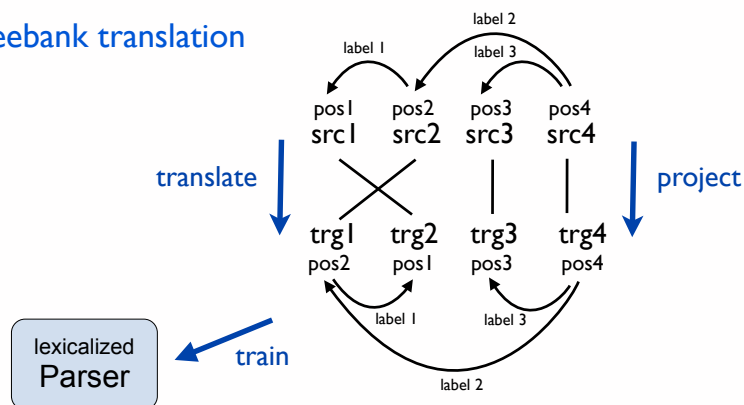 eebank translation
label 2
label 1
label 3
pos1 pos2 pos3 pos4
src1 src2 src3 src4
translate
project
trg1 trg2 trg3 trg4
pos2 pos1 pos3 pos4
label 1
label 3
train
label 2
lexicalized
Parser